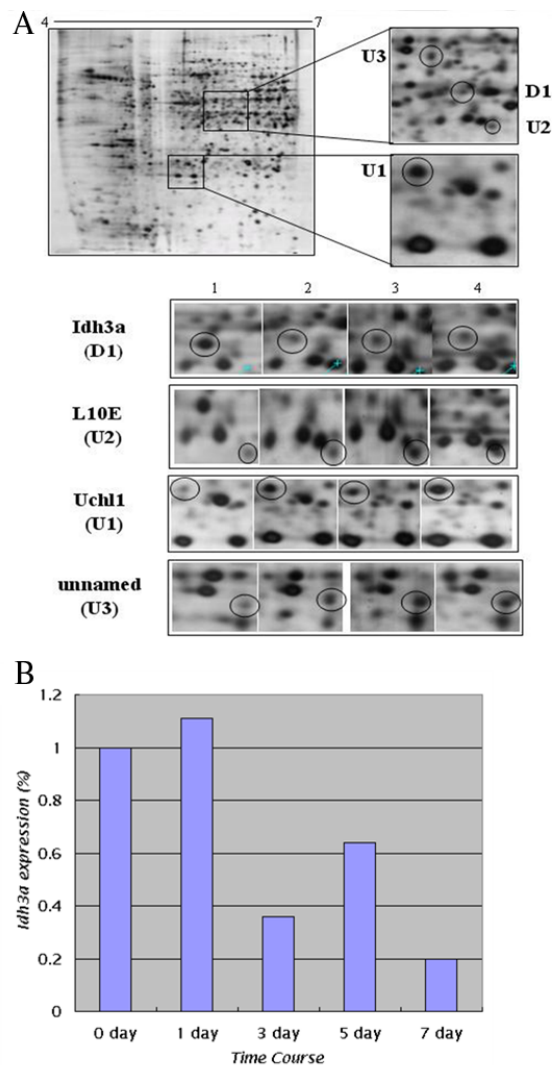 A
4 7
U3
D1
U2
U1
1 2 3 4
Idh3a
(D1)
L10E
(U2)
Uchl1
(U1)
unnamed
(U3)
B
1.2
1
0.8
0.6
0.4
0.2
0
Idh3a expression (%)
0 day 1 day 3 day 5 day 7 day
Time Course